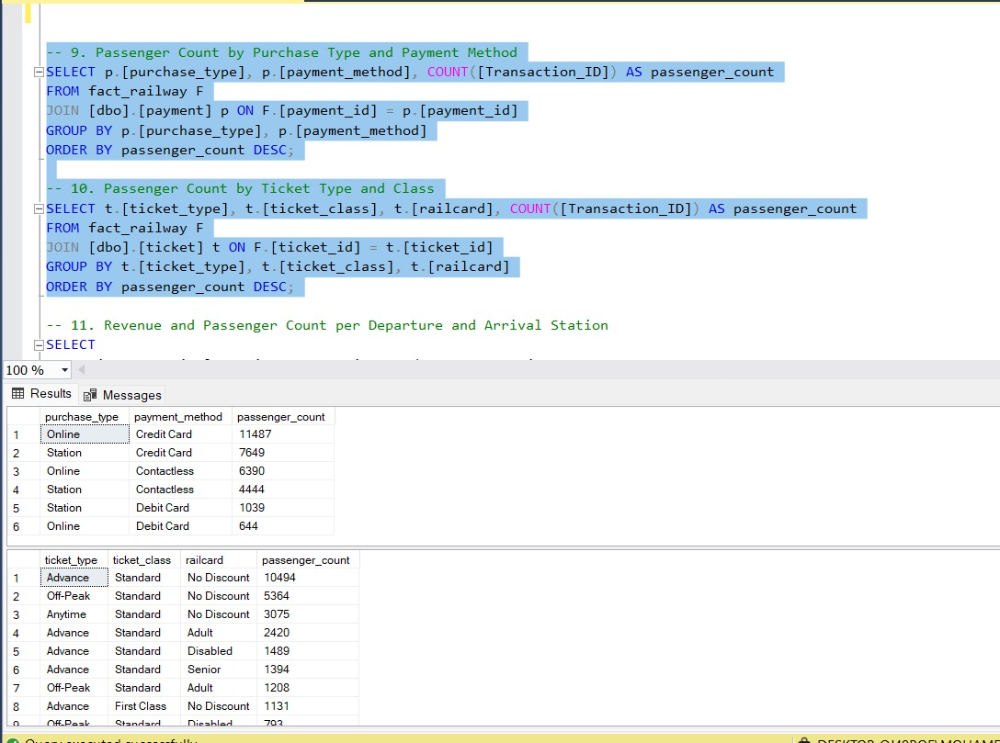 -- 9. Passenger Count by Purchase Type and Payment Method
SELECT p.[purchase_type], p.[payment_method], COUNT([Transaction_ID]) AS passenger_count
FROM fact_railway F
JOIN [dbo].[payment] p ON F.[payment_id] = p.[payment_id]
GROUP BY p.[purchase_type], p.[payment_method]
ORDER BY passenger_count DESC;
-- 10. Passenger Count by Ticket Type and Class
SELECT t.[ticket_type], t.[ticket_class], t.[railcard], COUNT([Transaction_ID]) AS passenger_count
FROM fact_railway F
JOIN [dbo].[ticket] t ON F.[ticket_id] = t.[ticket_id]
GROUP BY t.[ticket_type], t.[ticket_class], t.[railcard]
ORDER BY passenger_count DESC;
-- 11. Revenue and Passenger Count per Departure and Arrival Station
SELECT
100 %
Results Messages
purchase_type payment_method passenger_count
1 Online Credit Card 11487
2 Station Credit Card 7649
3 Online Contactless 6390
4 Station Contactless 4444
5 Station Debit Card 1039
6 Online Debit Card 644
ticket_type ticket_class railcard passenger_count
1 Advance Standard No Discount 10494
2 Off-Peak Standard No Discount 5364
3 Anytime Standard No Discount 3075
4 Advance Standard Adult 2420
5 Advance Standard Disabled 1489
6 Advance Standard Senior 1394
7 Off-Peak Standard Adult 1208
8 Advance First Class No Discount 1131
9 Off-Peak Standard Disabled 793
Query executed successfully